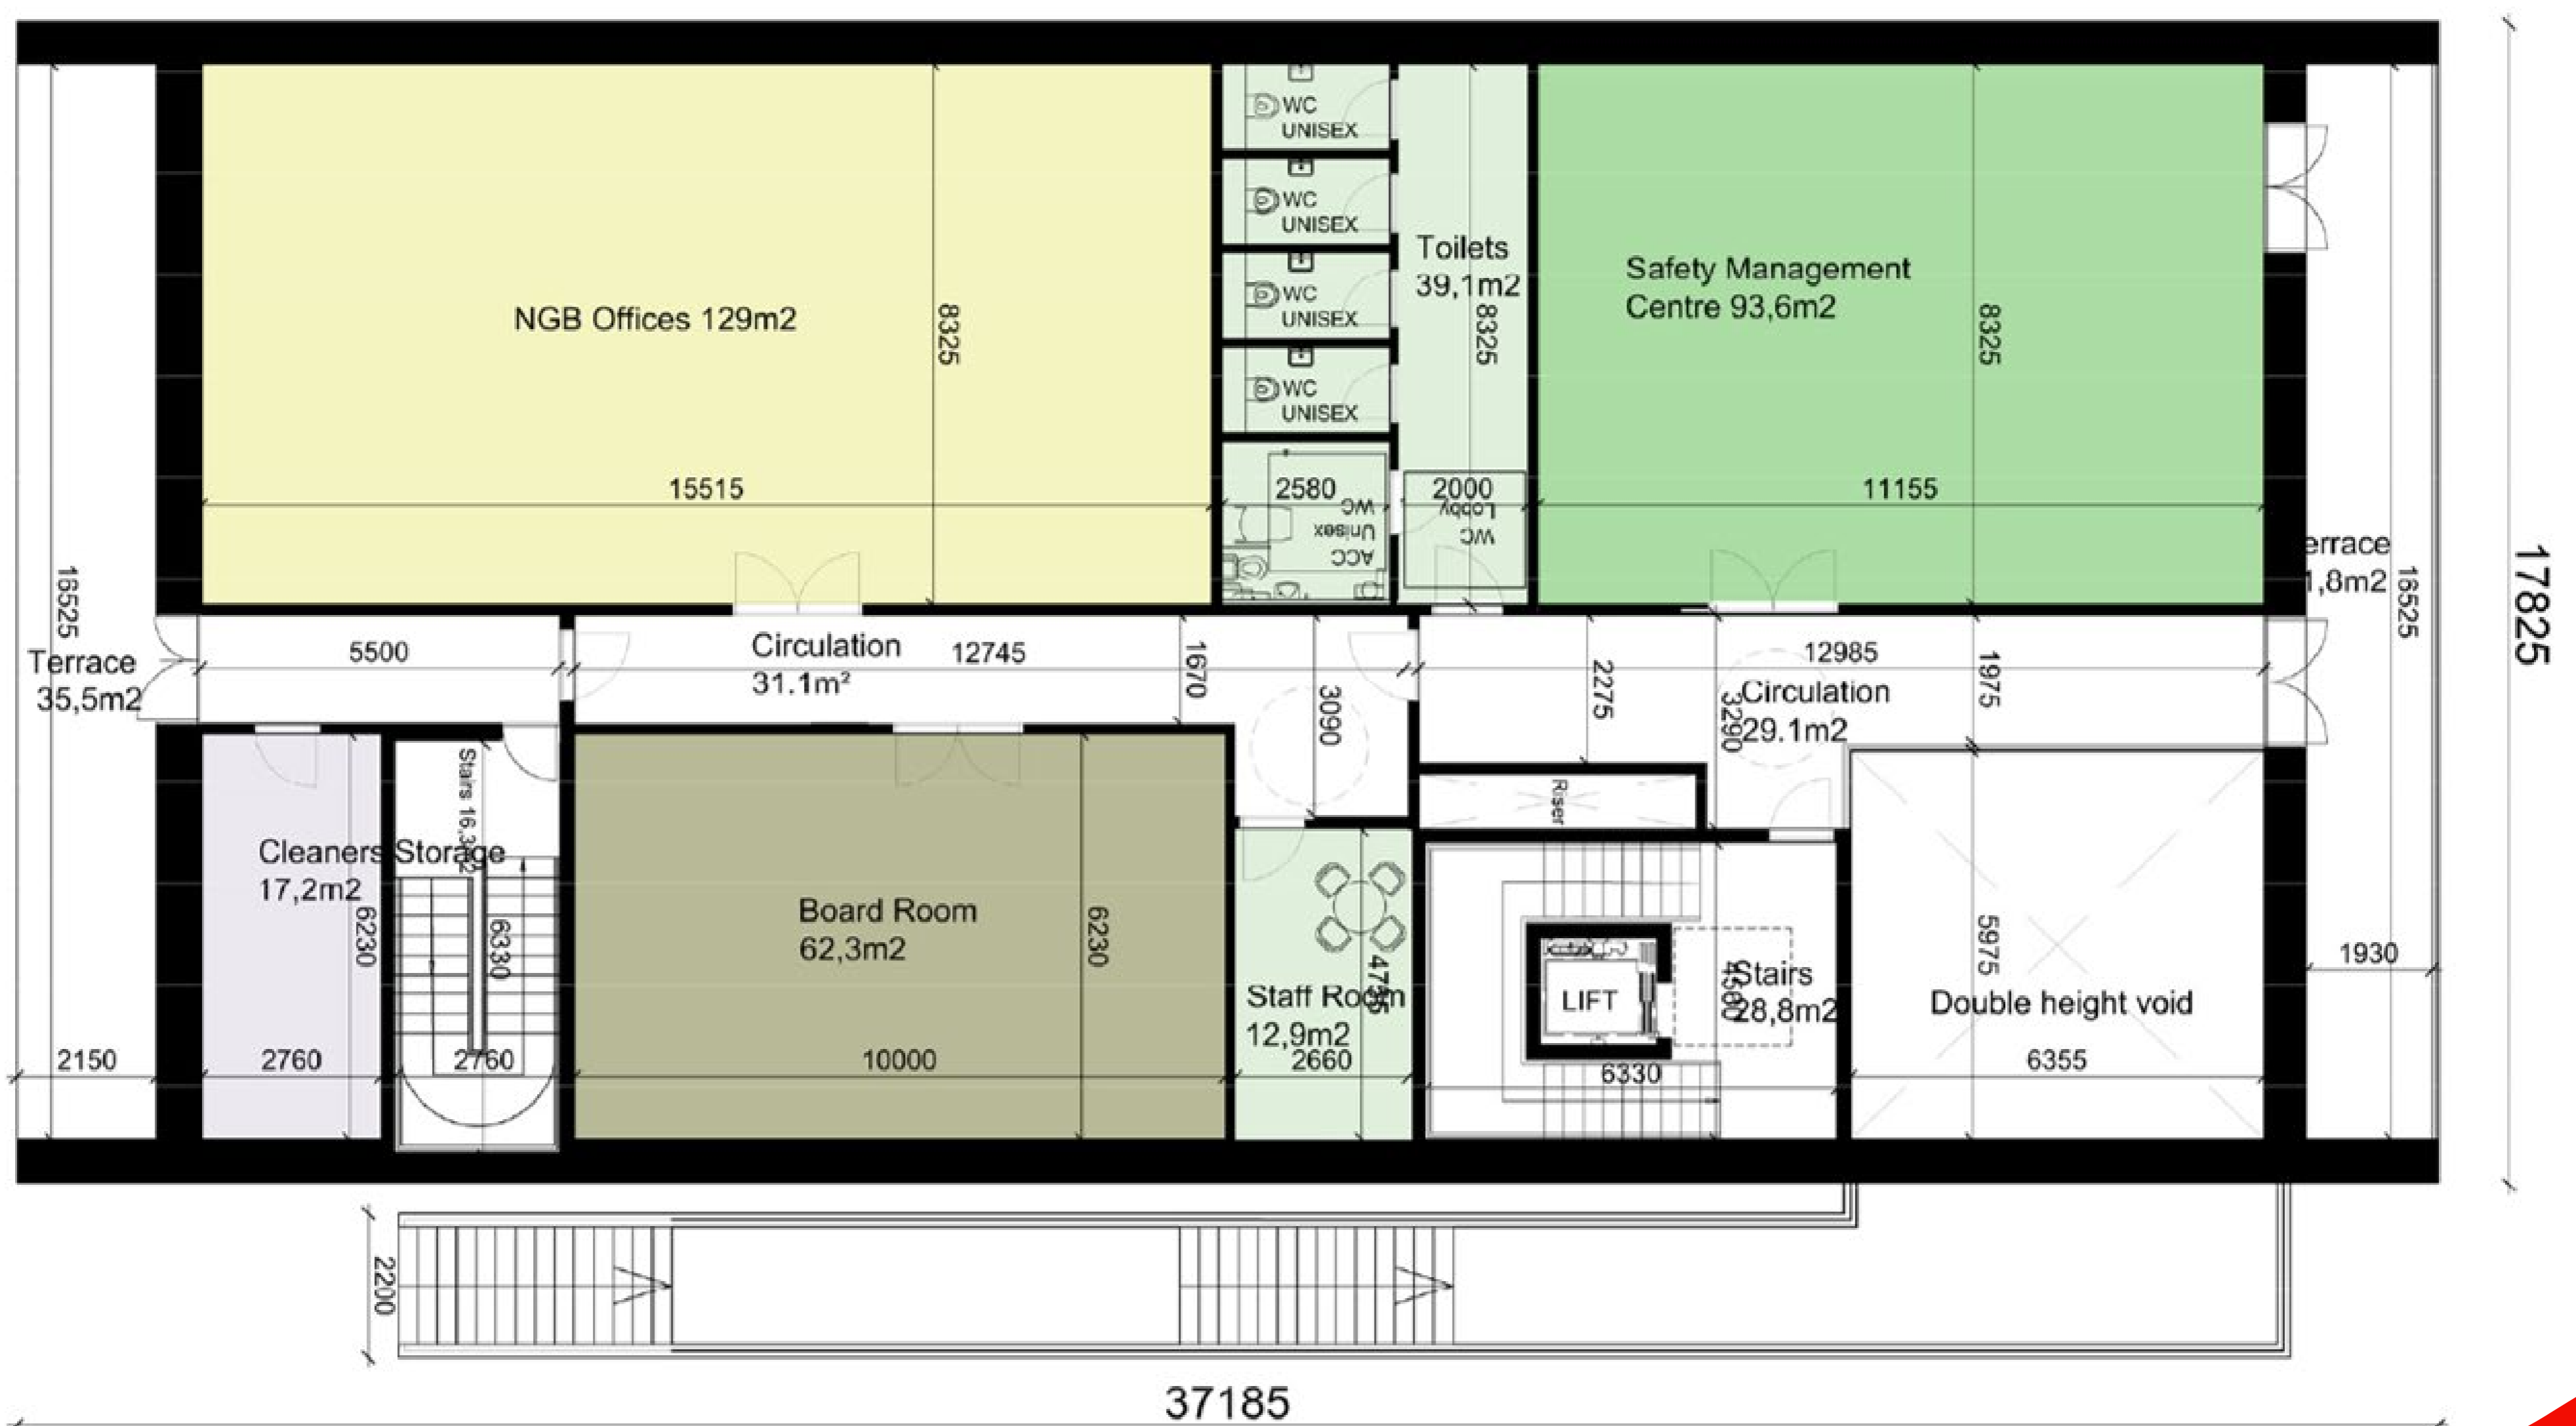 WC
UNISEX
WC
UNISEX
WC
UNISEX
WC
UNISEX
Toilets
39,1m2
8325
Safety Management
Centre 93,6m2
8325
NGB Offices 129m2
8325
15515
2580
ACC
Unisex
WC
2000
WC
Lobby
11155
16525
Terrace
35,5m2
5500
Circulation
31.1m²
12745
1670
3090
2275
12985
Circulation
29.1m2
3290
1975
errace
1,8m2
16525
17825
Cleaners Storage
17,2m2
6230
2760
Stairs 16,3m2
6330
2760
Board Room
62,3m2
6230
10000
Staff Room
12,9m2
2660
Riser
LIFT
Stairs
28,8m2
6330
5975
Double height void
6355
1930
2150
2200
37185